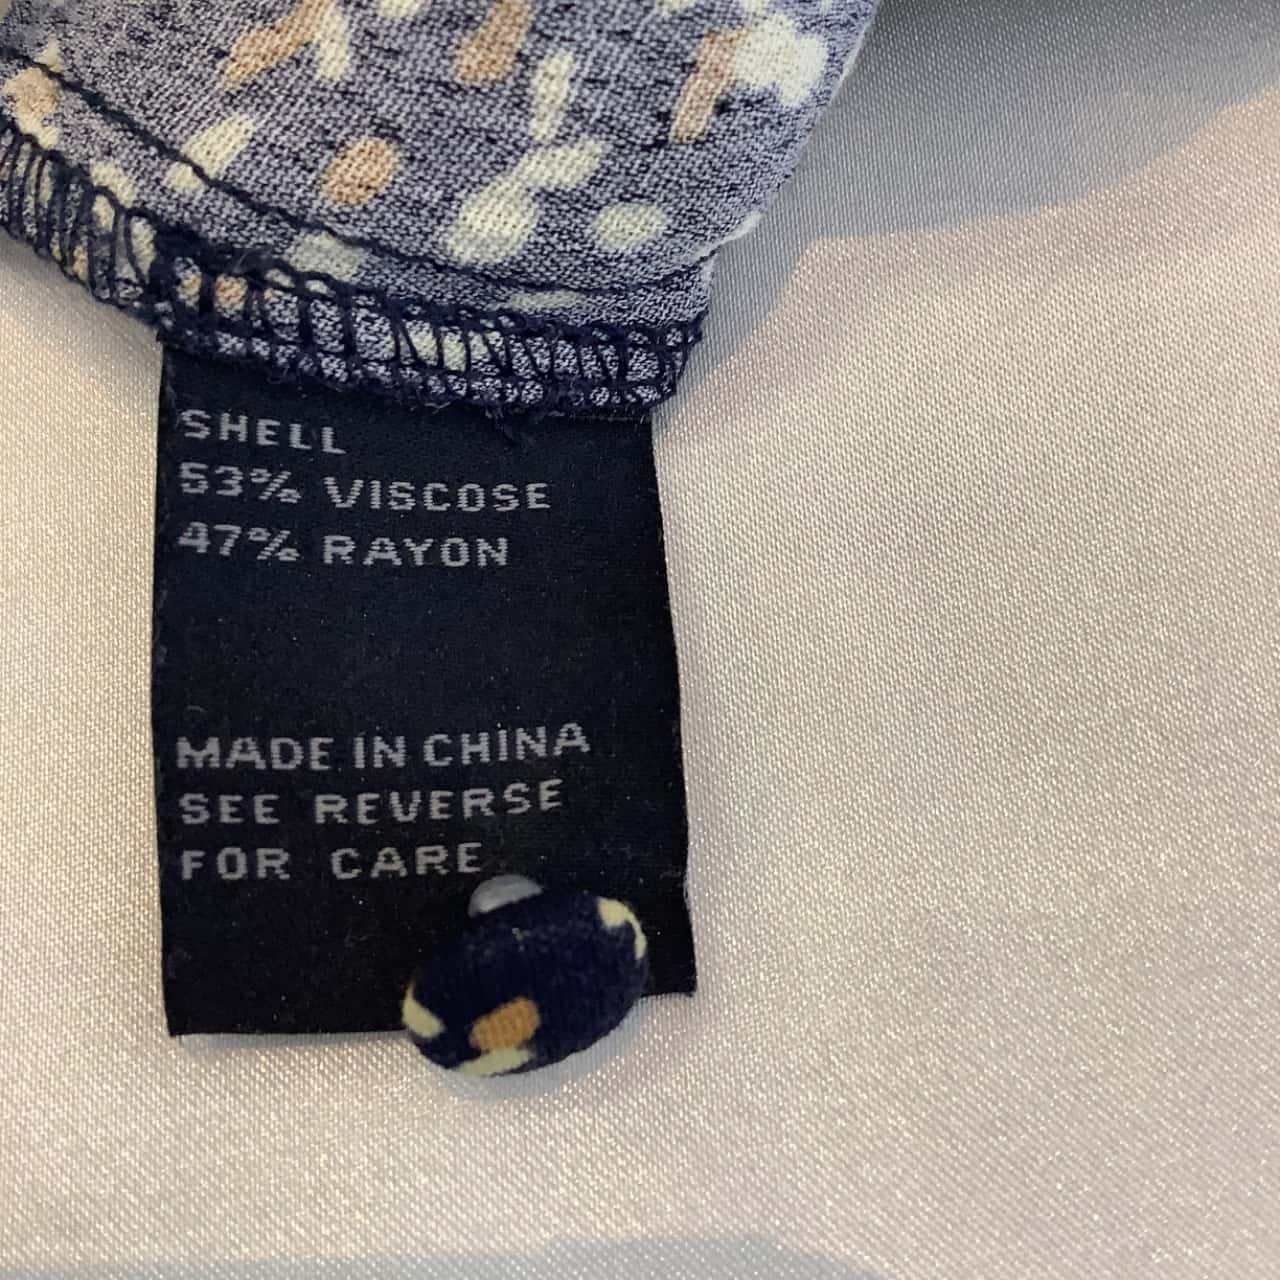 SHELL
53% VISCOSE
47% RAYON
MADE IN CHINA
SEE REVERSE
FOR CARE